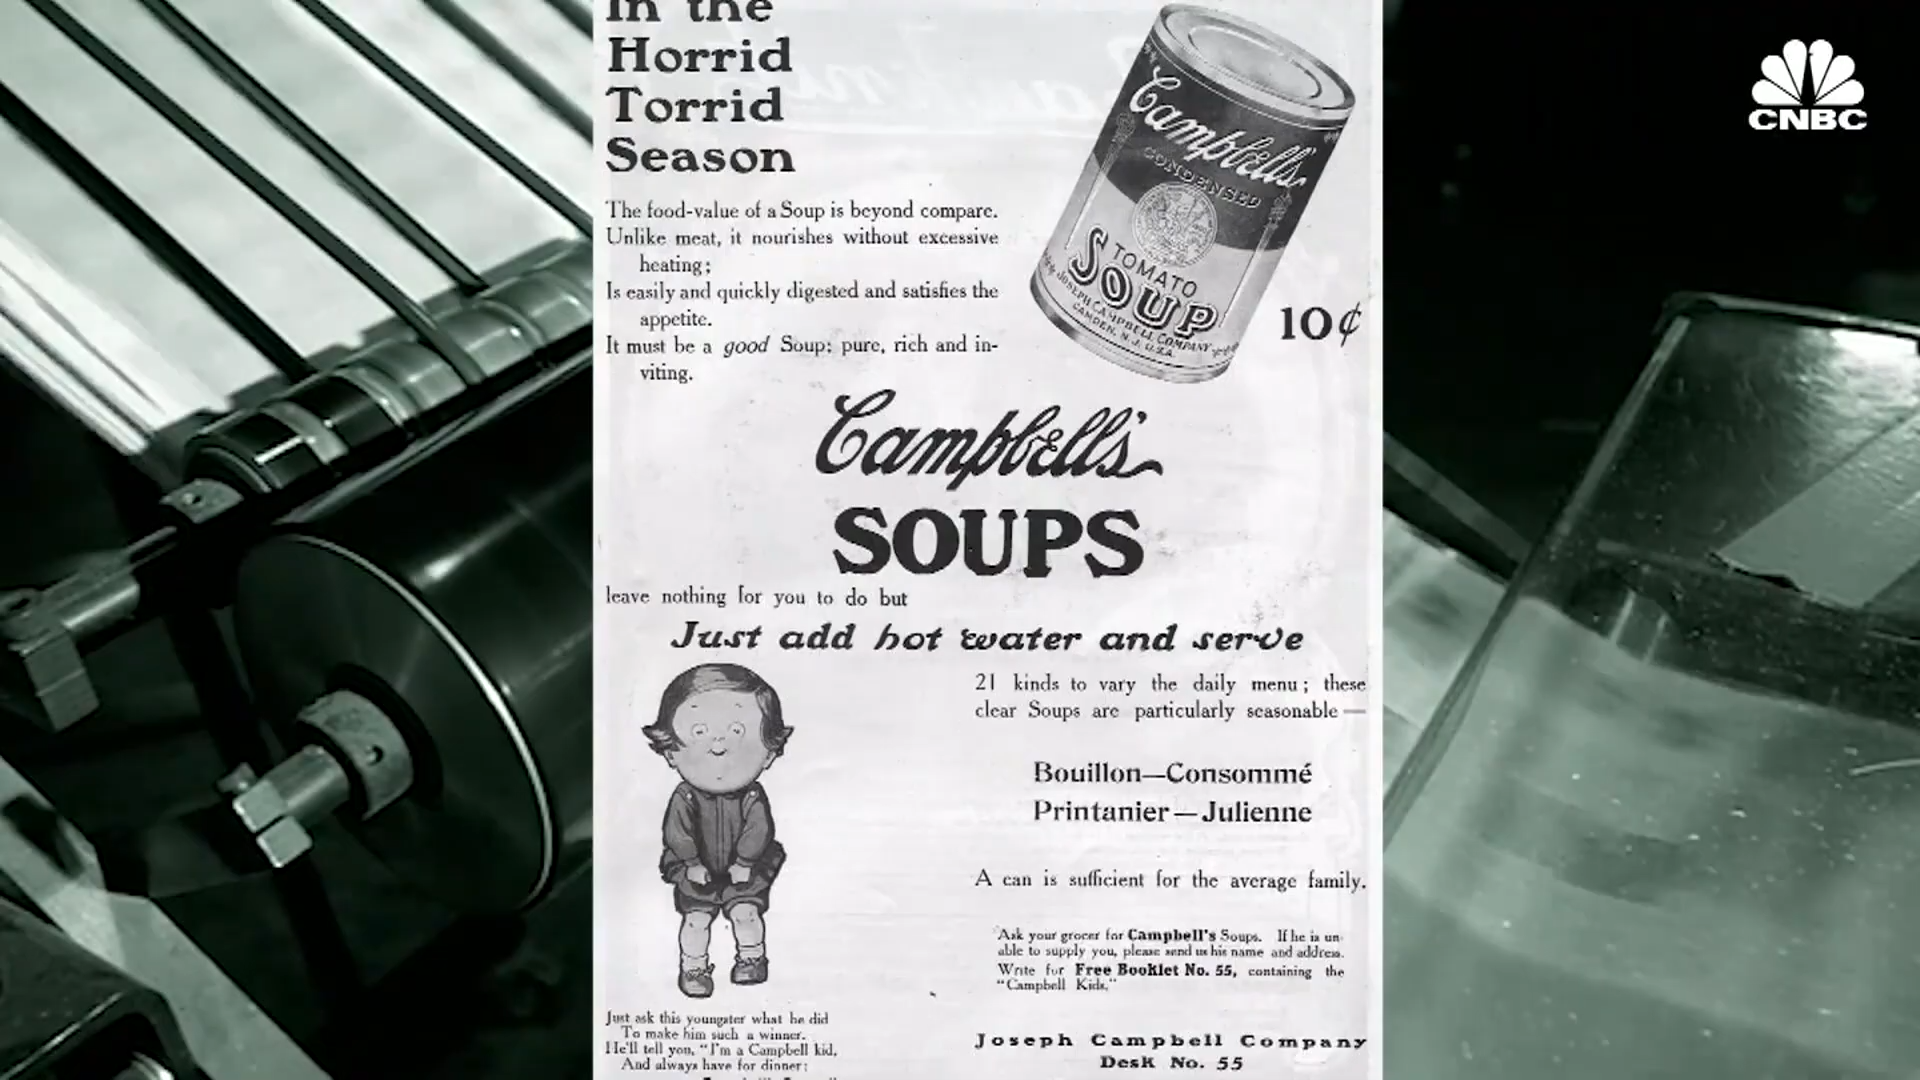 In the
Horrid
Torrid
Season
The food-value of a Soup is beyond compare.
Unlike meat, it nourishes without excessive
heating;
Is easily and quickly digested and satisfies the
appetite.
It must be a good Soup; pure, rich and in-
viting.
Campbell's
CONDENSED
TOMATO
SOUP
JOSEPH CAMPBELL COMPANY
CAMDEN, N.J., U.S.A.
10¢
CNBC
Campbell's
SOUPS
leave nothing for you to do but
Just add hot water and serve
21 kinds to vary the daily menu; these
clear Soups are particularly seasonable—
Bouillon—Consommé
Printanier—Julienne
A can is sufficient for the average family.
Ask your grocer for Campbell's Soups. If he is un-
able to supply you, please send us his name and address.
Write for Free Booklet No. 55, containing the
"Campbell Kids."
Just ask this youngster what he did
To make him such a winner.
He'll tell you, "I'm a Campbell kid,
And always have for dinner:
Joseph Campbell Company
Desk No. 55